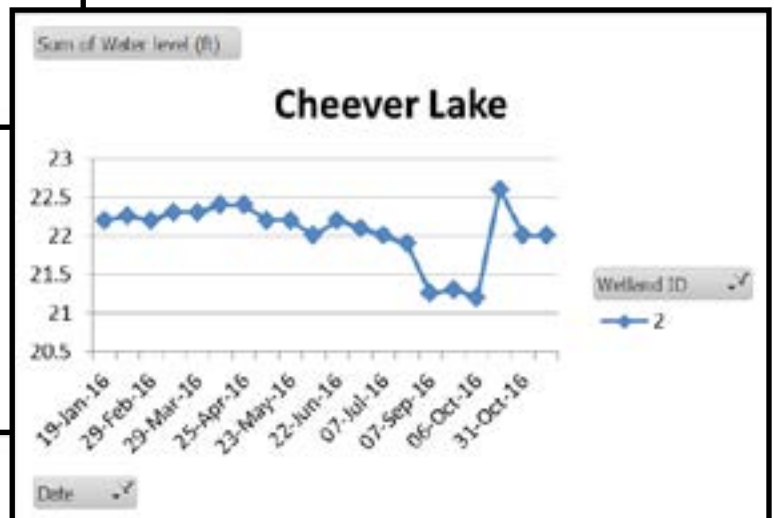 Sum of Water level (ft)
Cheever Lake
23
22.5
22
21.5
21
20.5
19-Jan-16
29-Feb-16
29-Mar-16
25-Apr-16
23-May-16
22-Jun-16
07-Jul-16
07-Sep-16
06-Oct-16
31-Oct-16
Wetland ID
2
Date